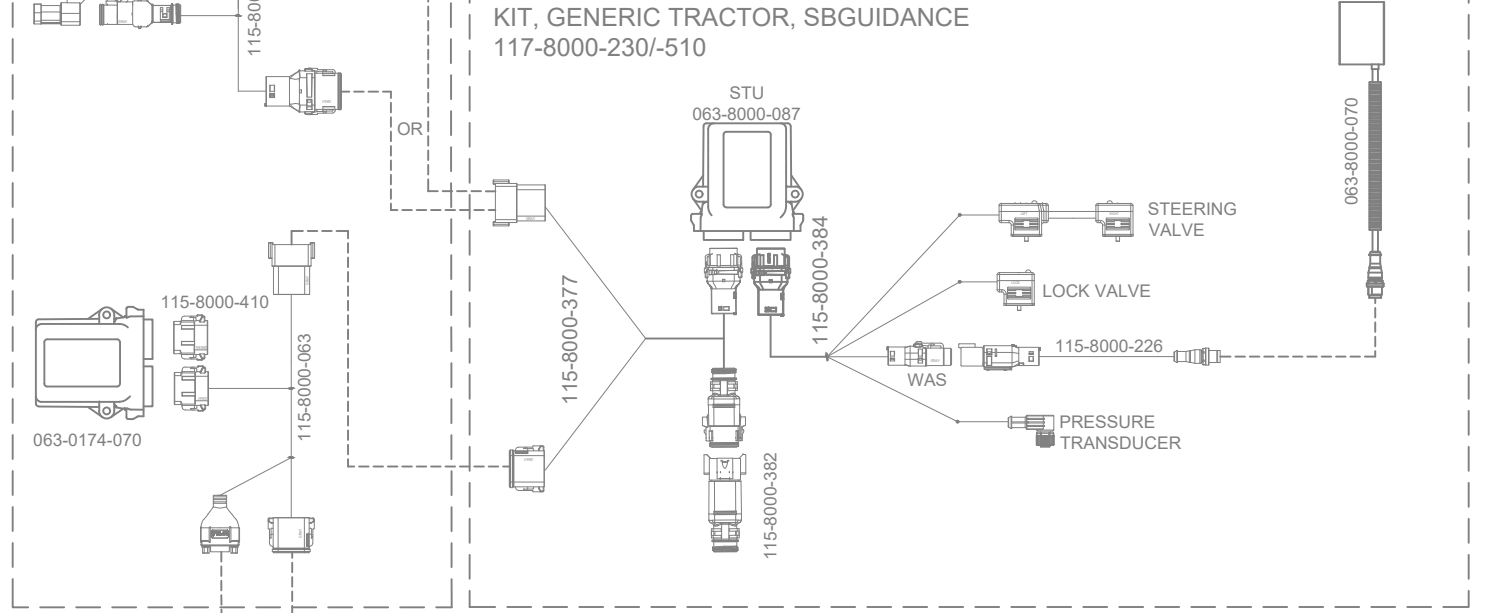 KIT, GENERIC TRACTOR, SBGUIDANCE
117-8000-230/-510
115-800
OR
STU
063-8000-087
063-8000-070
115-8000-384
STEERING
VALVE
LOCK VALVE
115-8000-410
115-8000-063
115-8000-377
115-8000-226
WAS
PRESSURE
TRANSDUCER
063-0174-070
115-8000-382